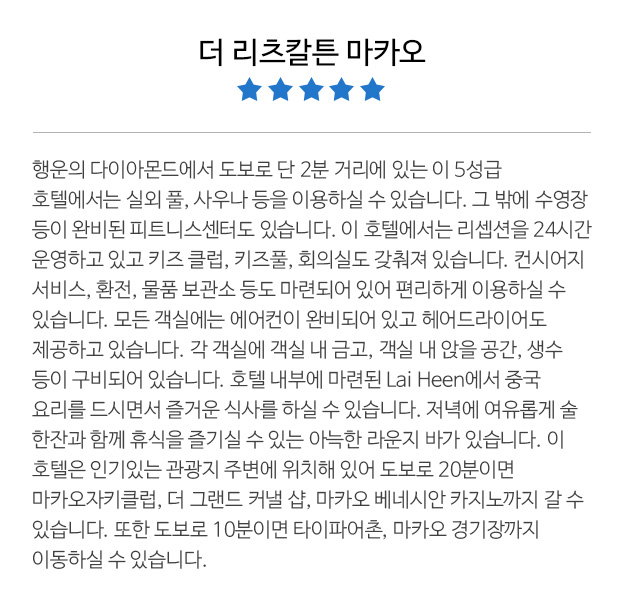 더 리츠칼튼 마카오
행운의 다이아몬드에서 도보로 단 2분 거리에 있는 이 5성급
호텔에서는 실외 풀, 사우나 등을 이용하실 수 있습니다. 그 밖에 수영장
등이 완비된 피트니스센터도 있습니다. 이 호텔에서는 리셉션을 24시간
운영하고 있고 키즈 클럽, 키즈풀, 회의실도 갖춰져 있습니다. 컨시어지
서비스, 환전, 물품 보관소 등도 마련되어 있어 편리하게 이용하실 수
있습니다. 모든 객실에는 에어컨이 완비되어 있고 헤어드라이어도
제공하고 있습니다. 각 객실에 객실 내 금고, 객실 내 앉을 공간, 생수
등이 구비되어 있습니다. 호텔 내부에 마련된 Lai Heen에서 중국
요리를 드시면서 즐거운 식사를 하실 수 있습니다. 저녁에 여유롭게 술
한잔과 함께 휴식을 즐기실 수 있는 아늑한 라운지 바가 있습니다. 이
호텔은 인기있는 관광지 주변에 위치해 있어 도보로 20분이면
마카오자키클럽, 더 그랜드 커낼 샵, 마카오 베네시안 카지노까지 갈 수
있습니다. 또한 도보로 10분이면 타이파어촌, 마카오 경기장까지
이동하실 수 있습니다.